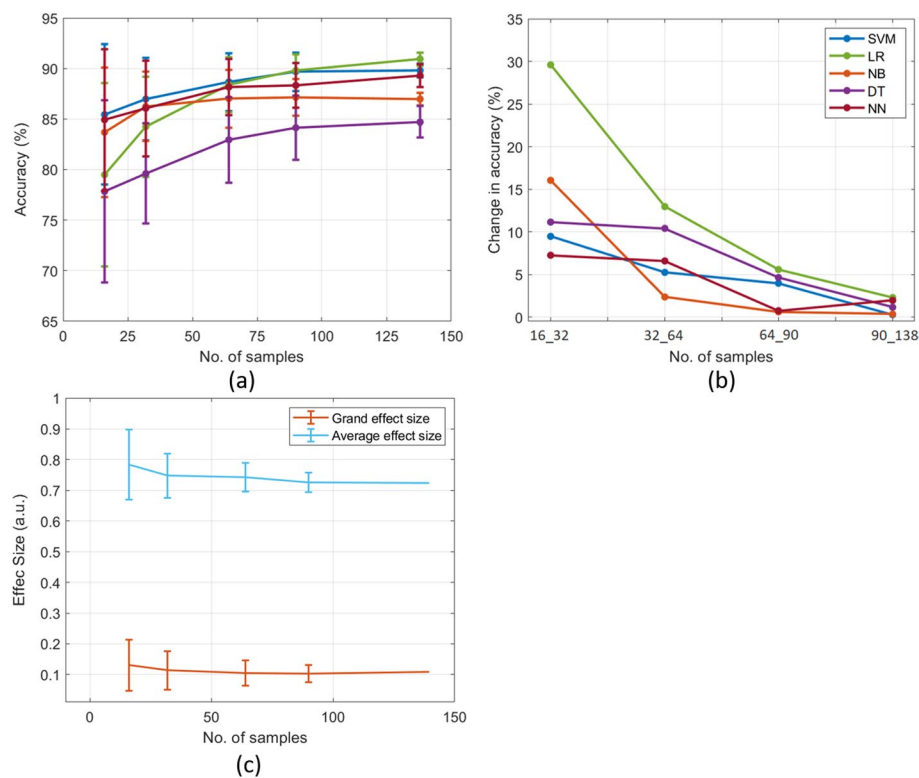 95
90
85
80
75
70
65
Accuracy (%)
0 25 50 75 100 125 150
No. of samples
(a)
35
30
25
20
15
10
5
0
Change in accuracy (%)
SVM
LR
NB
DT
NN
16_32 32_64 64_90 90_138
No. of samples
(b)
1
0.9
0.8
0.7
0.6
0.5
0.4
0.3
0.2
0.1
Effec Size (a.u.)
Grand effect size
Average effect size
0 50 100 150
No. of samples
(c)